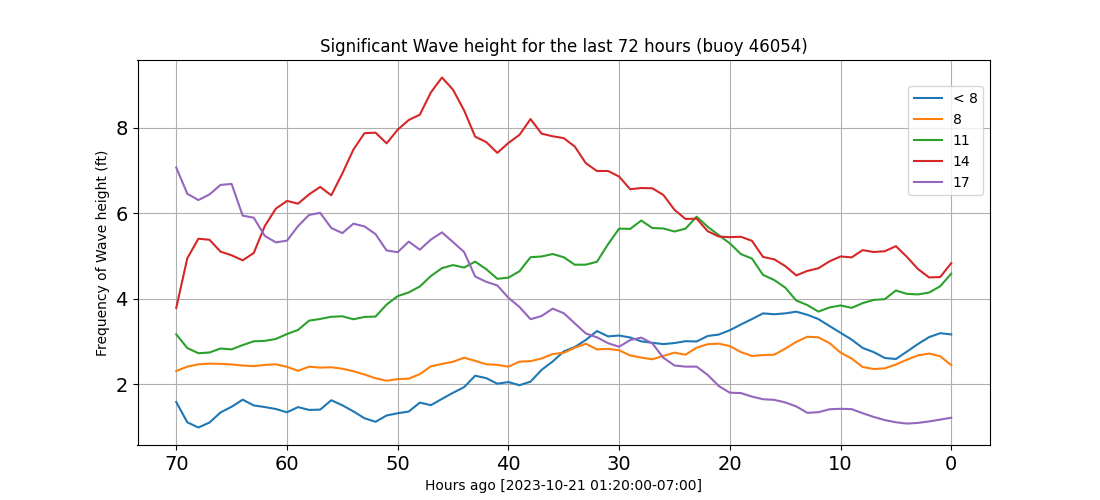 Significant Wave height for the last 72 hours (buoy 46054)
Frequency of Wave height (ft)
8
6
4
2
< 8
8
11
14
17
70 60 50 40 30 20 10 0
Hours ago [2023-10-21 01:20:00-07:00]